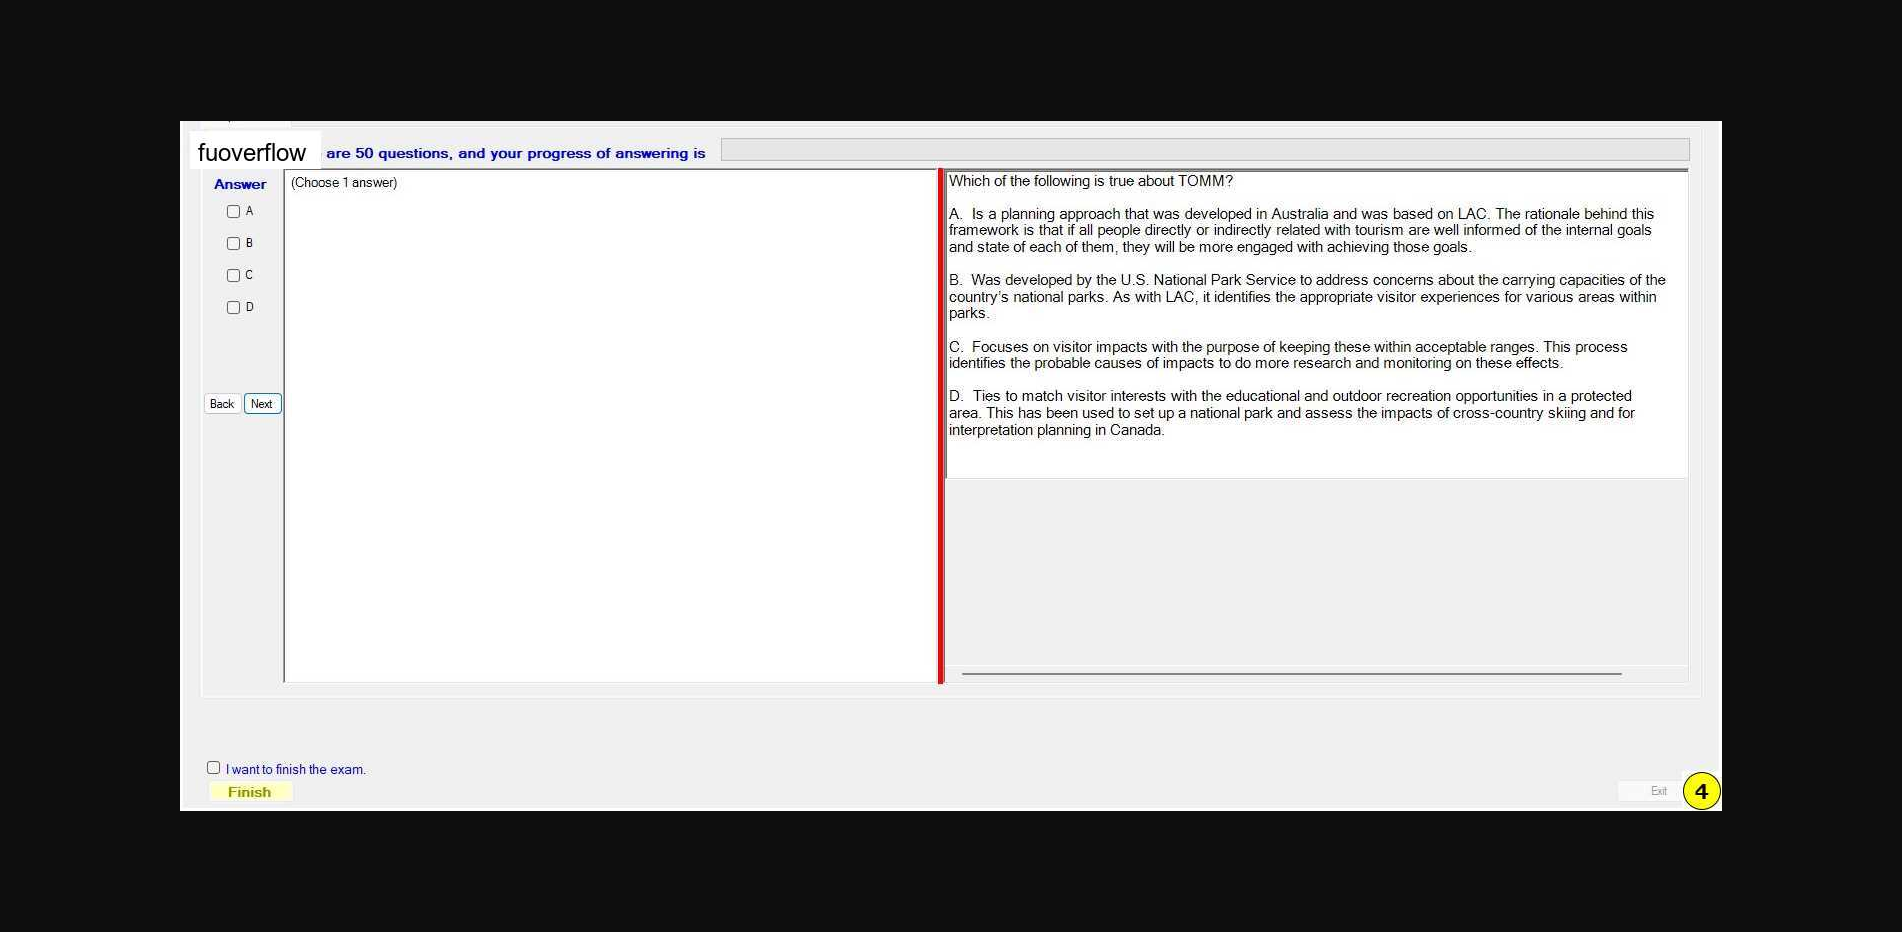 fuoverflow are 50 questions, and your progress of answering is
Answer
(Choose 1 answer)
A
B
C
D
Back Next
Which of the following is true about TOMM?
A. Is a planning approach that was developed in Australia and was based on LAC. The rationale behind this
framework is that if all people directly or indirectly related with tourism are well informed of the internal goals
and state of each of them, they will be more engaged with achieving those goals.
B. Was developed by the U.S. National Park Service to address concerns about the carrying capacities of the
country's national parks. As with LAC, it identifies the appropriate visitor experiences for various areas within
parks.
C. Focuses on visitor impacts with the purpose of keeping these within acceptable ranges. This process
identifies the probable causes of impacts to do more research and monitoring on these effects.
D. Ties to match visitor interests with the educational and outdoor recreation opportunities in a protected
area. This has been used to set up a national park and assess the impacts of cross-country skiing and for
interpretation planning in Canada.
I want to finish the exam.
Finish
Exit
4